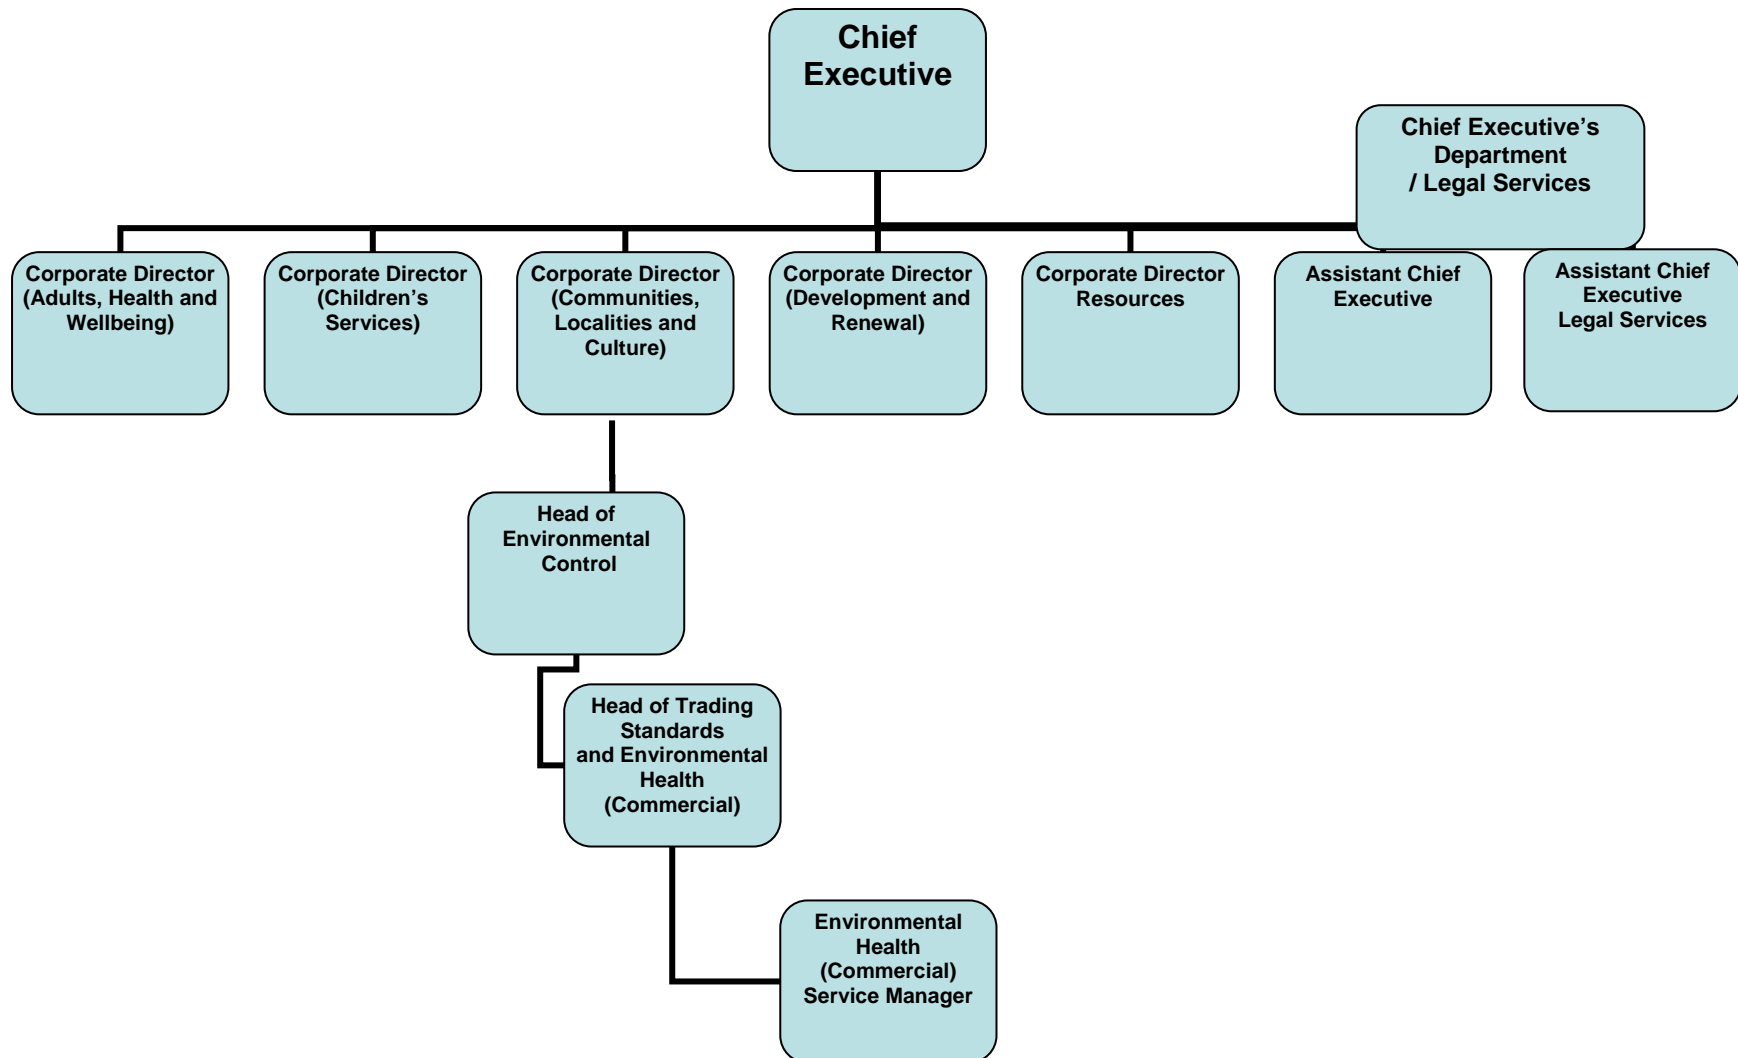 Chief
Executive
Chief Executive’s
Department
/ Legal Services
Corporate Director
(Adults, Health and
Wellbeing)
Corporate Director
(Children’s
Services)
Corporate Director
(Communities,
Localities and
Culture)
Corporate Director
(Development and
Renewal)
Corporate Director
Resources
Assistant Chief
Executive
Assistant Chief
Executive
Legal Services
Head of
Environmental
Control
Head of Trading
Standards
and Environmental
Health
(Commercial)
Environmental
Health
(Commercial)
Service Manager